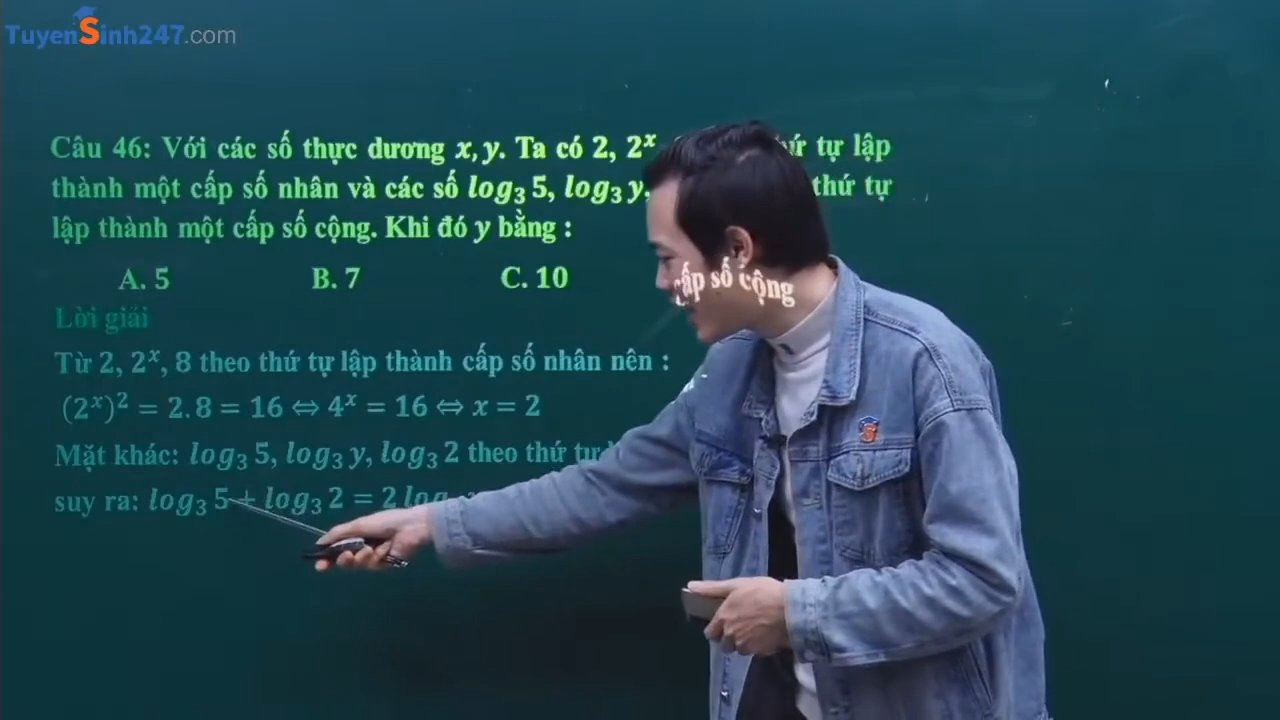 TuyenSinh247.com
Câu 46: Với các số thực dương x, y. Ta có 2, 2ˣ thứ tự lập
thành một cấp số nhân và các số log₃ 5, log₃ y, thứ tự
lập thành một cấp số cộng. Khi đó y bằng :
A. 5 B. 7 C. 10
cấp số cộng
Lời giải
Từ 2, 2ˣ, 8 theo thứ tự lập thành cấp số nhân nên :
(2ˣ)² = 2.8 = 16 ⇔ 4ˣ = 16 ⇔ x = 2
Mặt khác: log₃ 5, log₃ y, log₃ 2 theo thứ tự
suy ra: log₃ 5 + log₃ 2 = 2 log